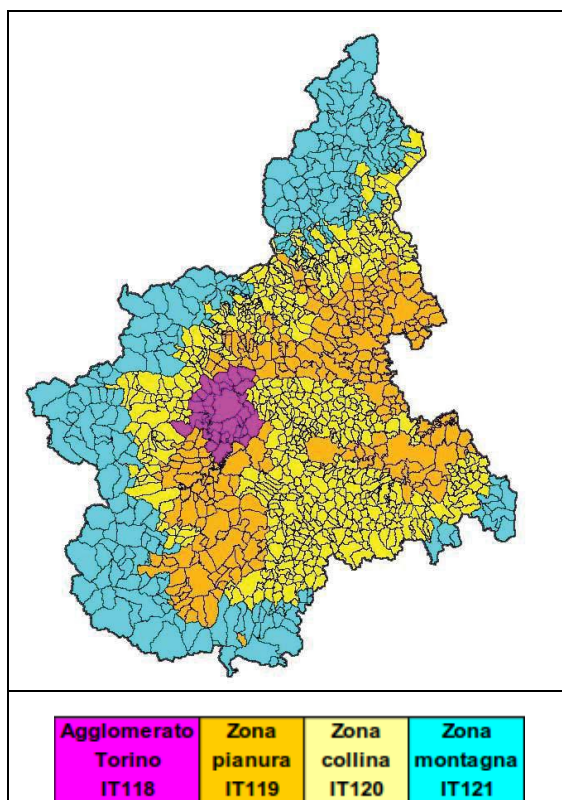 Agglomerato
Torino
IT118
Zona
pianura
IT119
Zona
collina
IT120
Zona
montagna
IT121